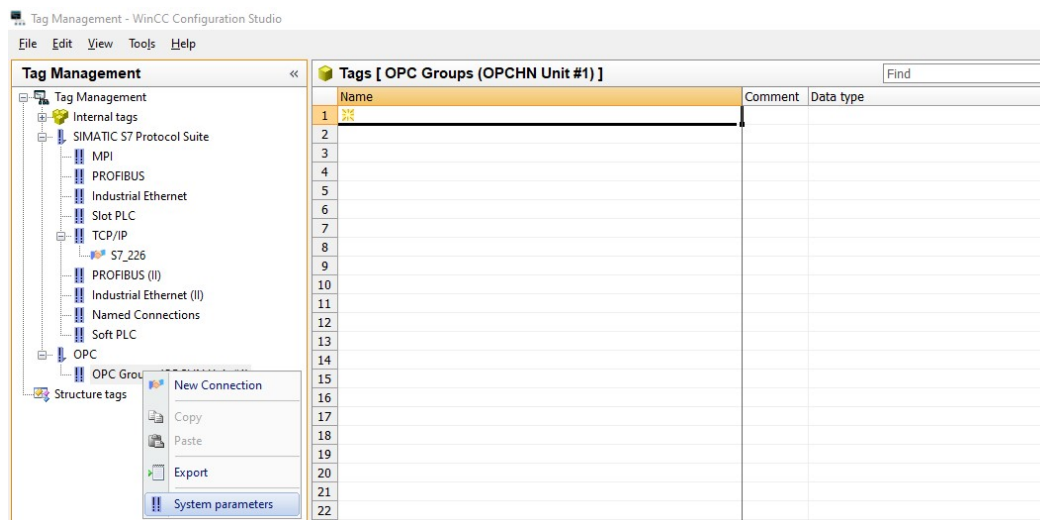 Tag Management - WinCC Configuration Studio
File Edit View Tools Help
Tag Management «
Tags [ OPC Groups (OPCHN Unit #1) ]
Find
Name Comment Data type
Tag Management
Internal tags
SIMATIC S7 Protocol Suite
MPI
PROFIBUS
Industrial Ethernet
Slot PLC
TCP/IP
S7_226
PROFIBUS (II)
Industrial Ethernet (II)
Named Connections
Soft PLC
OPC
OPC
Structure tags
New Connection
Copy
Paste
Export
System parameters
1
2
3
4
5
6
7
8
9
10
11
12
13
14
15
16
17
18
19
20
21
22